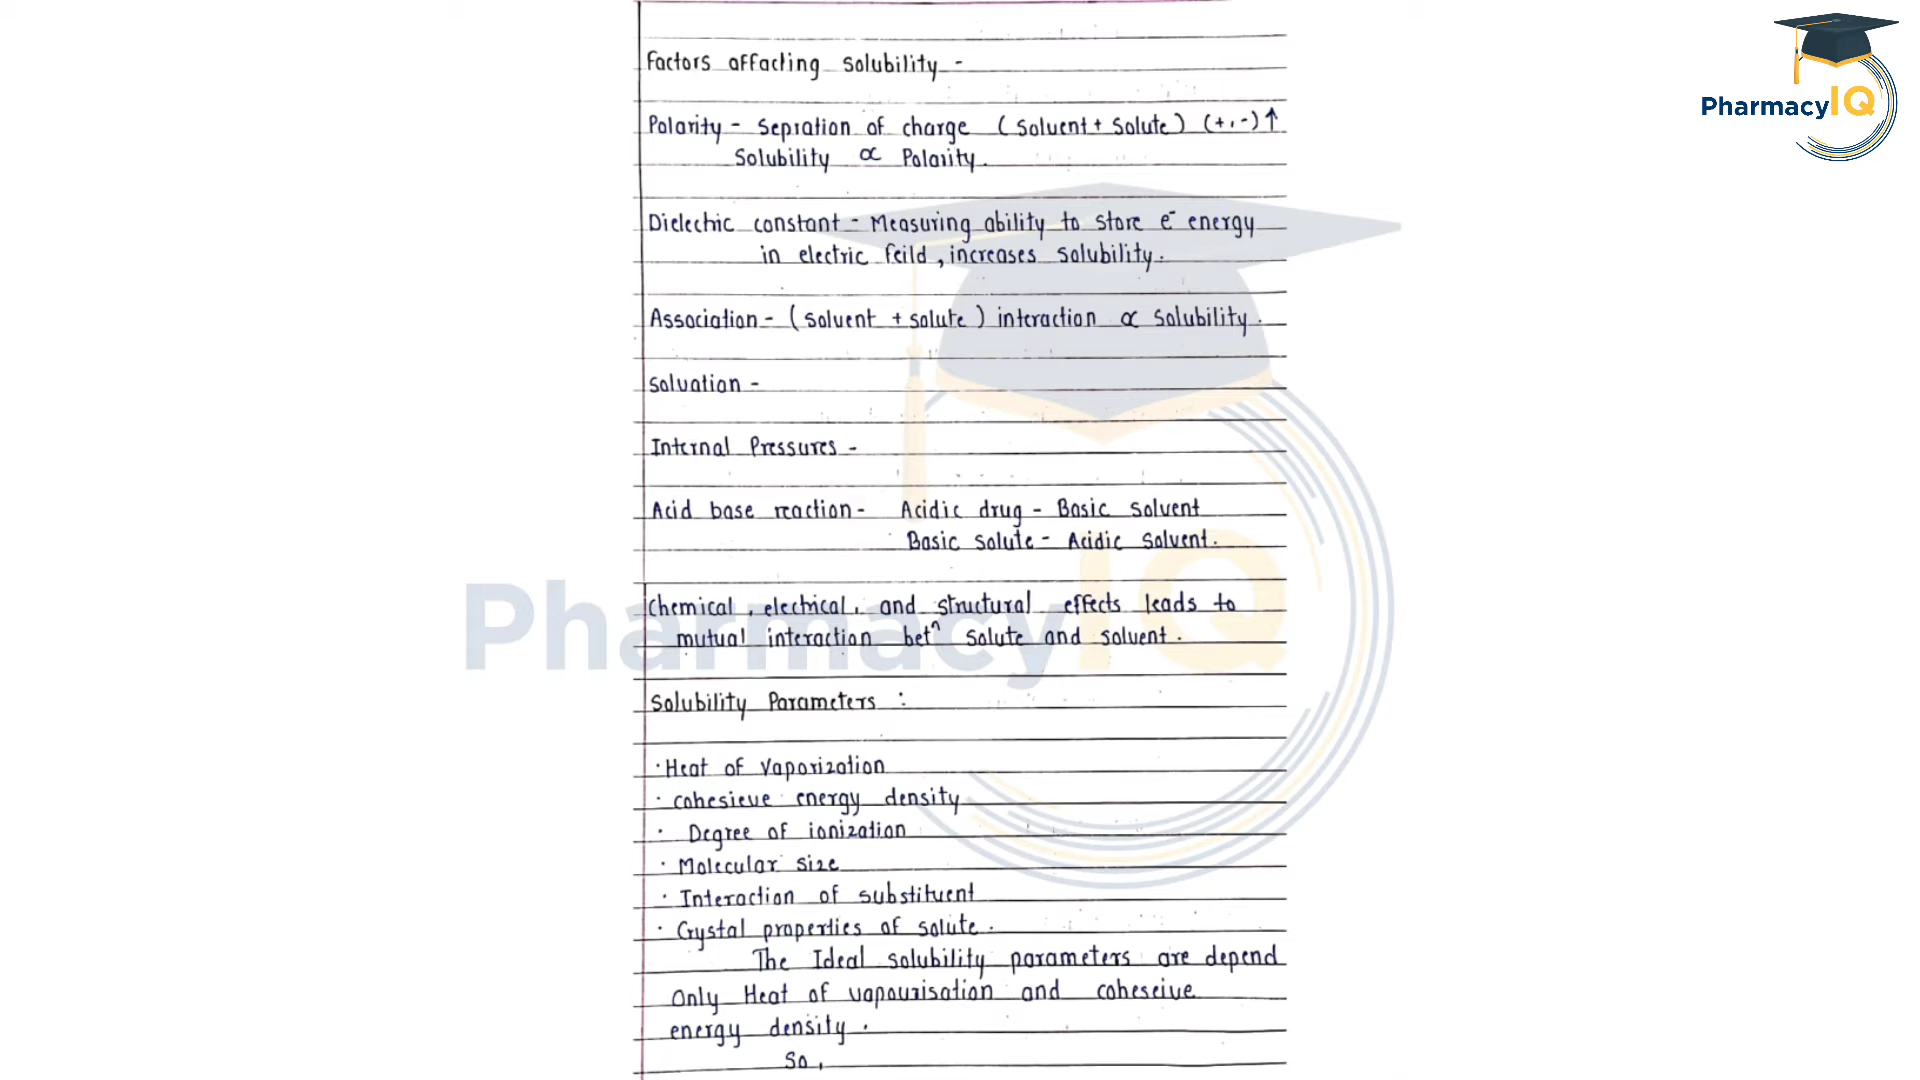 Factors affacting solubility -
Polarity - Sepration of charge (Solvent + Solute) (+,-) ↑
Solubility ∝ Polarity.
Dielectric constant - Measuring ability to store e⁻ energy
in electric feild, increases solubility.
Association - (Solvent + solute) interaction ∝ Solubility.
Solvation -
Internal Pressures -
Acid base reaction - Acidic drug - Basic solvent
Basic solute - Acidic solvent.
Chemical, electrical, and structural effects leads to
mutual interaction betⁿ solute and solvent.
Solubility Parameters :
· Heat of vaporization
· cohesieve energy density
· Degree of ionization
· Molecular size
· Interaction of substituent
· Crystal properties of solute.
The Ideal solubility parameters are depend
only Heat of vapourisation and coheseive
energy density.
So,
PharmacyIQ
PharmacyIQ